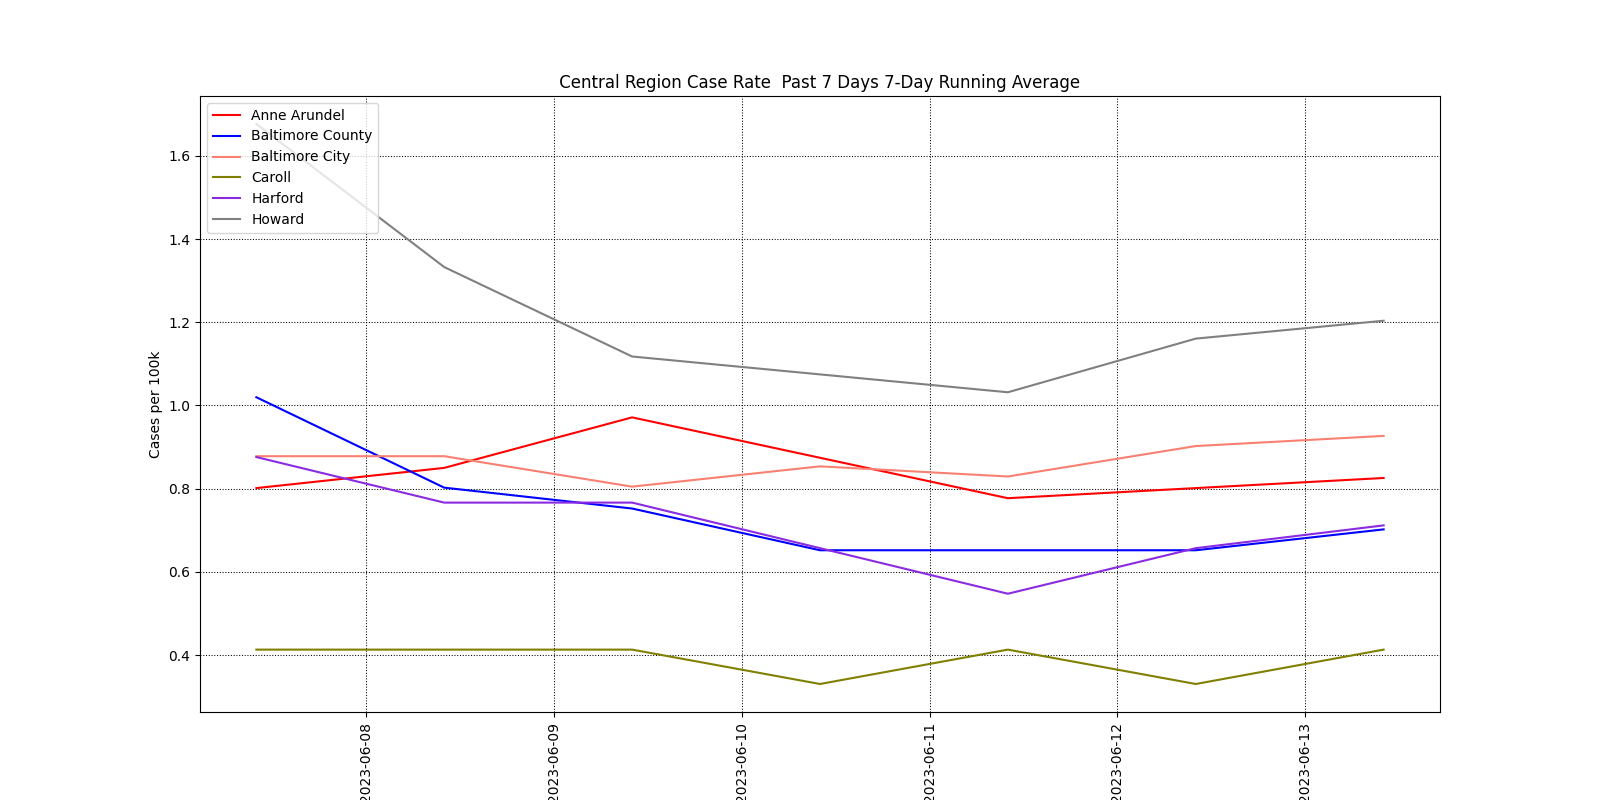 Central Region Case Rate  Past 7 Days 7-Day Running Average
Anne Arundel
Baltimore County
Baltimore City
Caroll
Harford
Howard
Cases per 100k
1.6
1.4
1.2
1.0
0.8
0.6
0.4
2023-06-08
2023-06-09
2023-06-10
2023-06-11
2023-06-12
2023-06-13